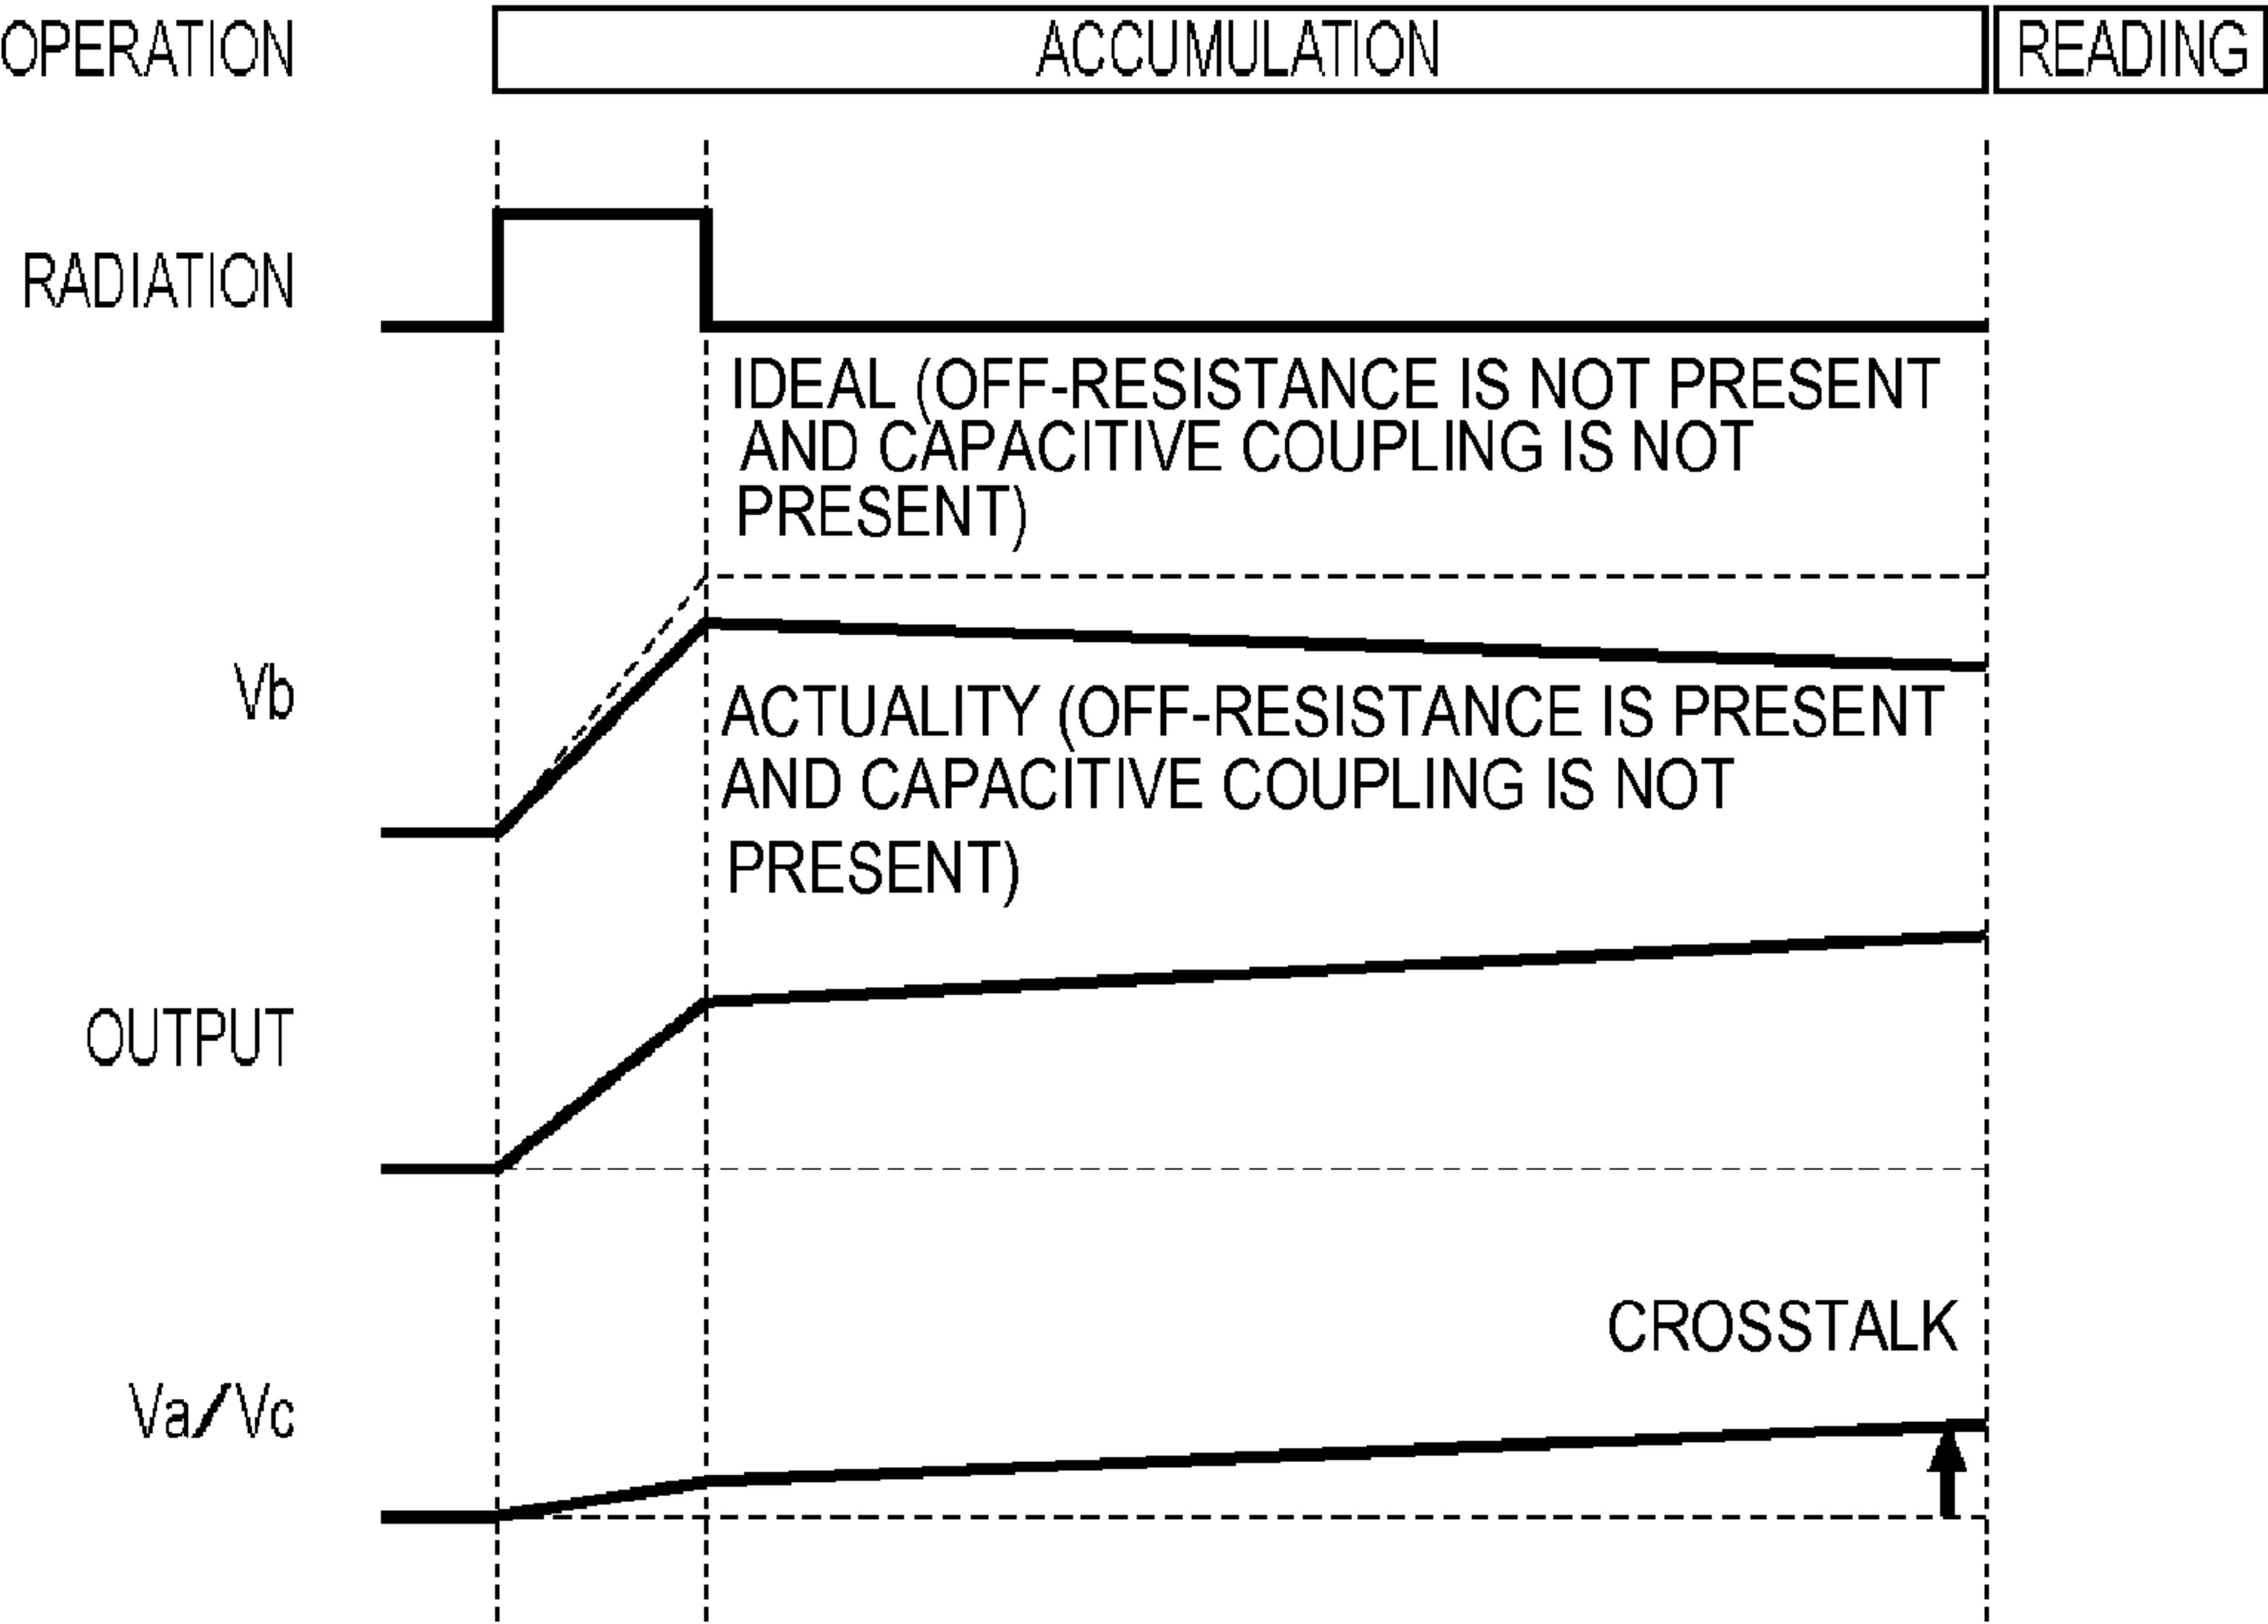 OPERATION
ACCUMULATION
READING
RADIATION
IDEAL (OFF-RESISTANCE IS NOT PRESENT
AND CAPACITIVE COUPLING IS NOT
PRESENT)
Vb
ACTUALITY (OFF-RESISTANCE IS PRESENT
AND CAPACITIVE COUPLING IS NOT
PRESENT)
OUTPUT
CROSSTALK
Va/Vc